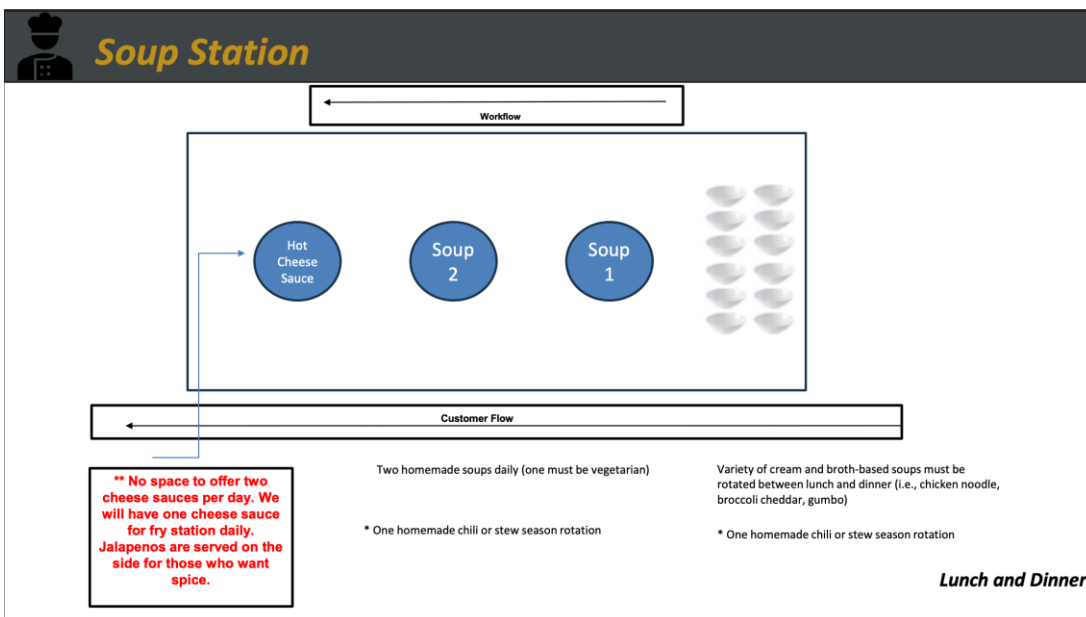 Soup Station
Workflow
Hot
Cheese
Sauce
Soup
2
Soup
1
Customer Flow
** No space to offer two
cheese sauces per day. We
will have one cheese sauce
for fry station daily.
Jalapenos are served on the
side for those who want
spice.
Two homemade soups daily (one must be vegetarian)
* One homemade chili or stew season rotation
Variety of cream and broth-based soups must be
rotated between lunch and dinner (i.e., chicken noodle,
broccoli cheddar, gumbo)
* One homemade chili or stew season rotation
Lunch and Dinner